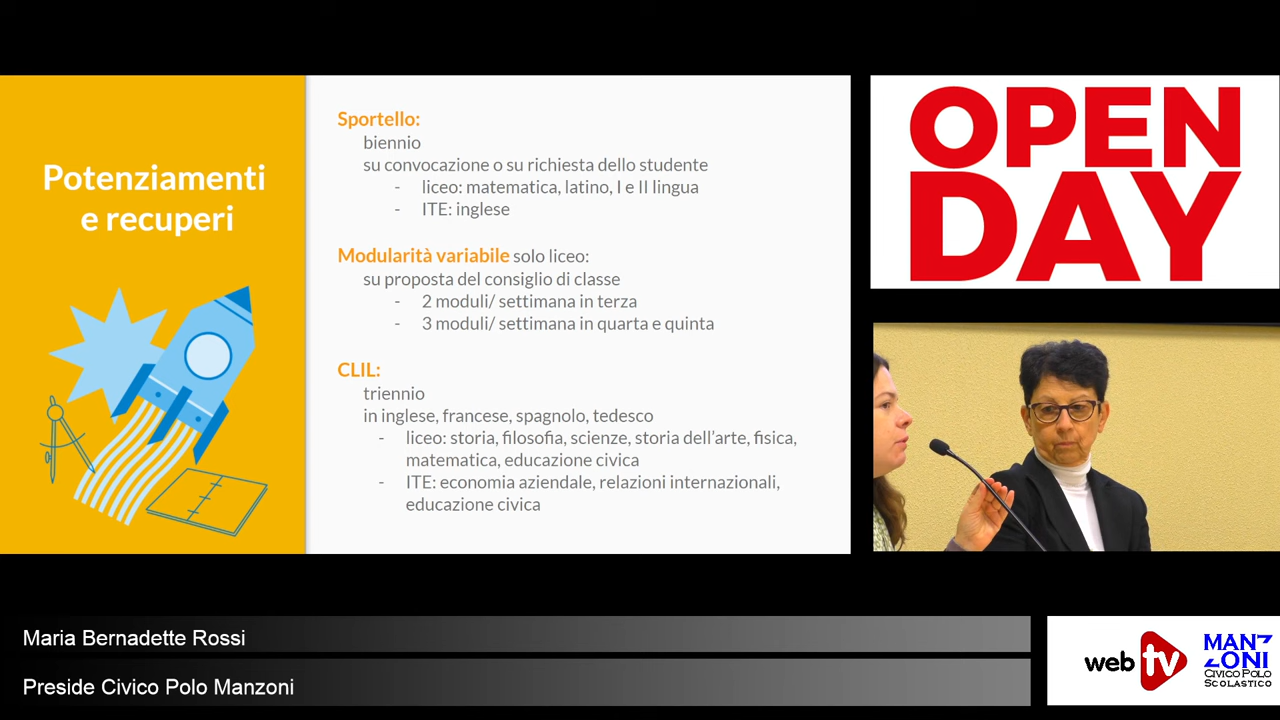 Potenziamenti
e recuperi
Sportello:
biennio
su convocazione o su richiesta dello studente
- liceo: matematica, latino, I e II lingua
- ITE: inglese
Modularità variabile solo liceo:
su proposta del consiglio di classe
- 2 moduli/ settimana in terza
- 3 moduli/ settimana in quarta e quinta
CLIL:
triennio
in inglese, francese, spagnolo, tedesco
- liceo: storia, filosofia, scienze, storia dell'arte, fisica,
matematica, educazione civica
- ITE: economia aziendale, relazioni internazionali,
educazione civica
OPEN
DAY
Maria Bernadette Rossi
Preside Civico Polo Manzoni
web tv
MANZ
ZONI
CIVICO POLO
SCOLASTICO